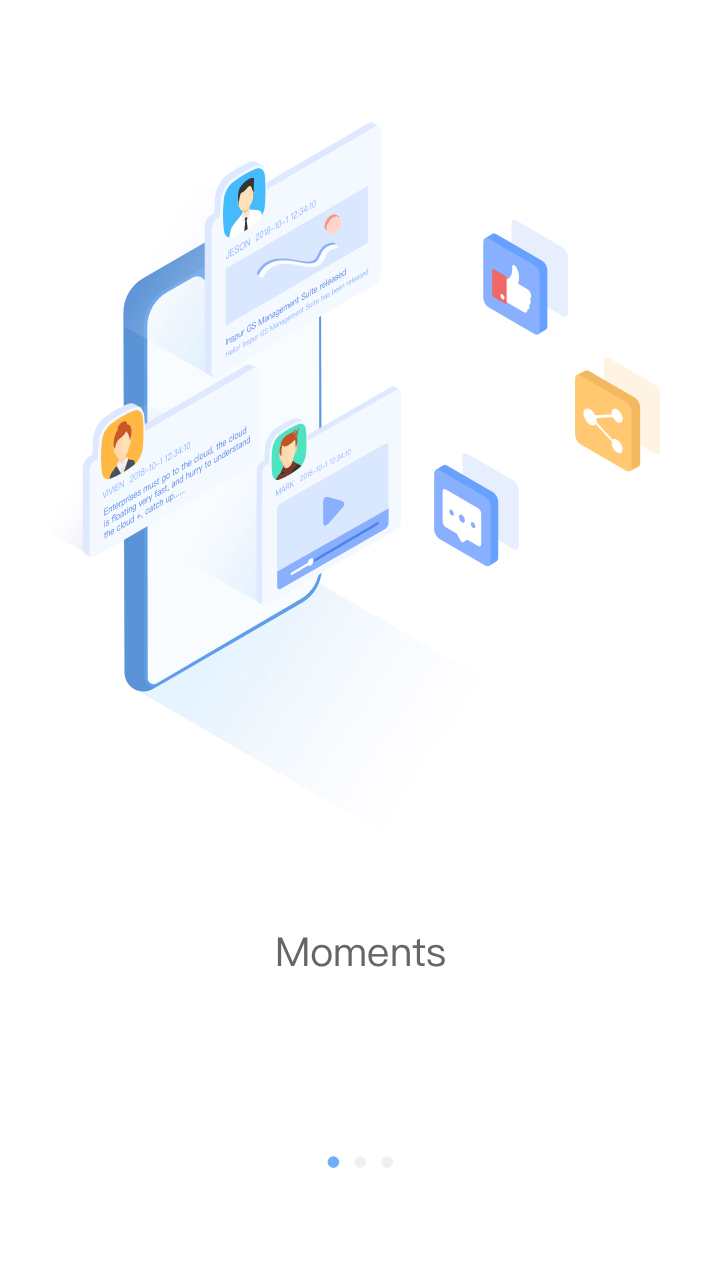 JESON 2018-10-1 12:34:10
Inspur GS Management Suite released
Hello! Inspur GS Management Suite has been released
VIVIEN 2018-10-1 12:34:10
Enterprises must go to the cloud, the cloud
is floating very fast, and hurry to understand
the cloud +, catch up......
MARK 2018-10-1 12:34:10
Moments